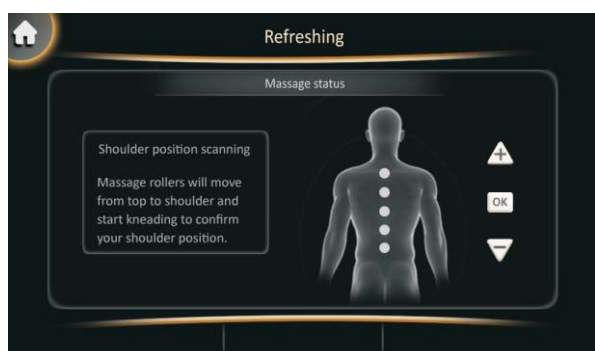 Refreshing
Massage status
Shoulder position scanning
Massage rollers will move
from top to shoulder and
start kneading to confirm
your shoulder position.
OK